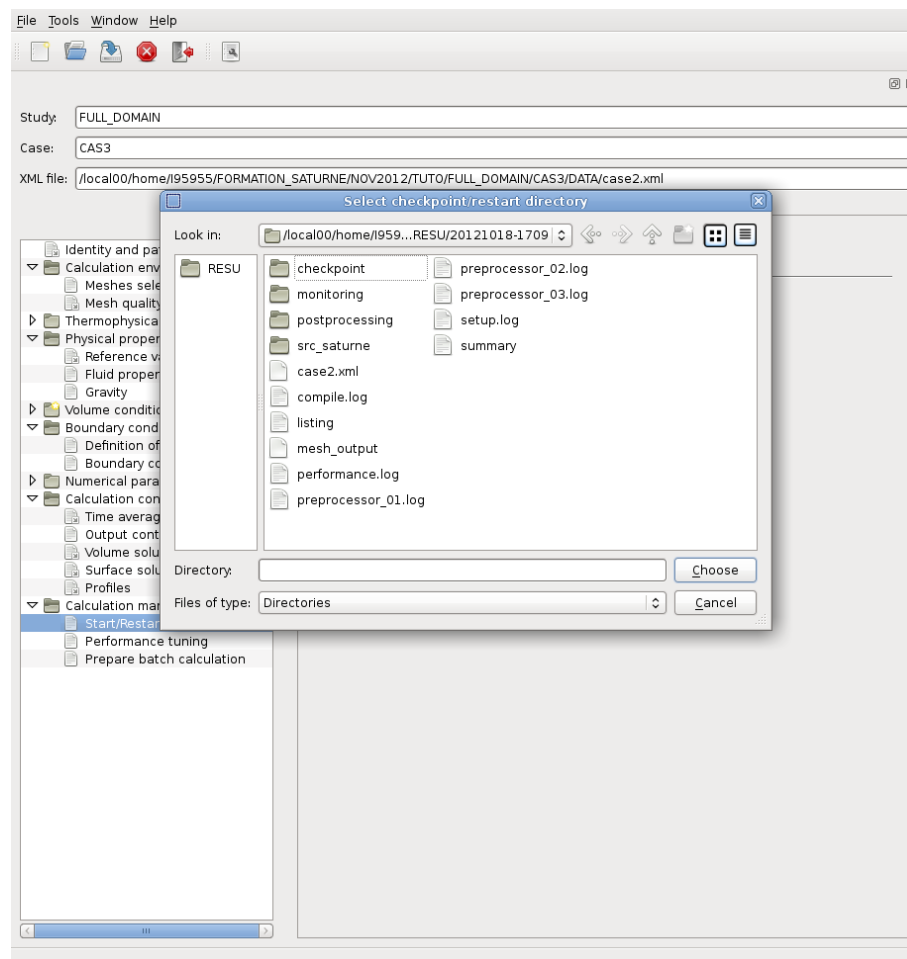 File Tools Window Help
Study: FULL_DOMAIN
Case: CAS3
XML file: /local00/home/I95955/FORMATION_SATURNE/NOV2012/TUTO/FULL_DOMAIN/CAS3/DATA/case2.xml
Select checkpoint/restart directory
Look in: /local00/home/I959...RESU/20121018-1709
RESU
checkpoint
monitoring
postprocessing
src_saturne
case2.xml
compile.log
listing
mesh_output
performance.log
preprocessor_01.log
preprocessor_02.log
preprocessor_03.log
setup.log
summary
Directory:
Choose
Files of type: Directories
Cancel
Identity and pa
Calculation env
Meshes sele
Mesh quality
Thermophysica
Physical proper
Reference va
Fluid proper
Gravity
Volume conditio
Boundary cond
Definition of
Boundary co
Numerical para
Calculation con
Time averag
Output cont
Volume solu
Surface solu
Profiles
Calculation man
Start/Restar
Performance tuning
Prepare batch calculation